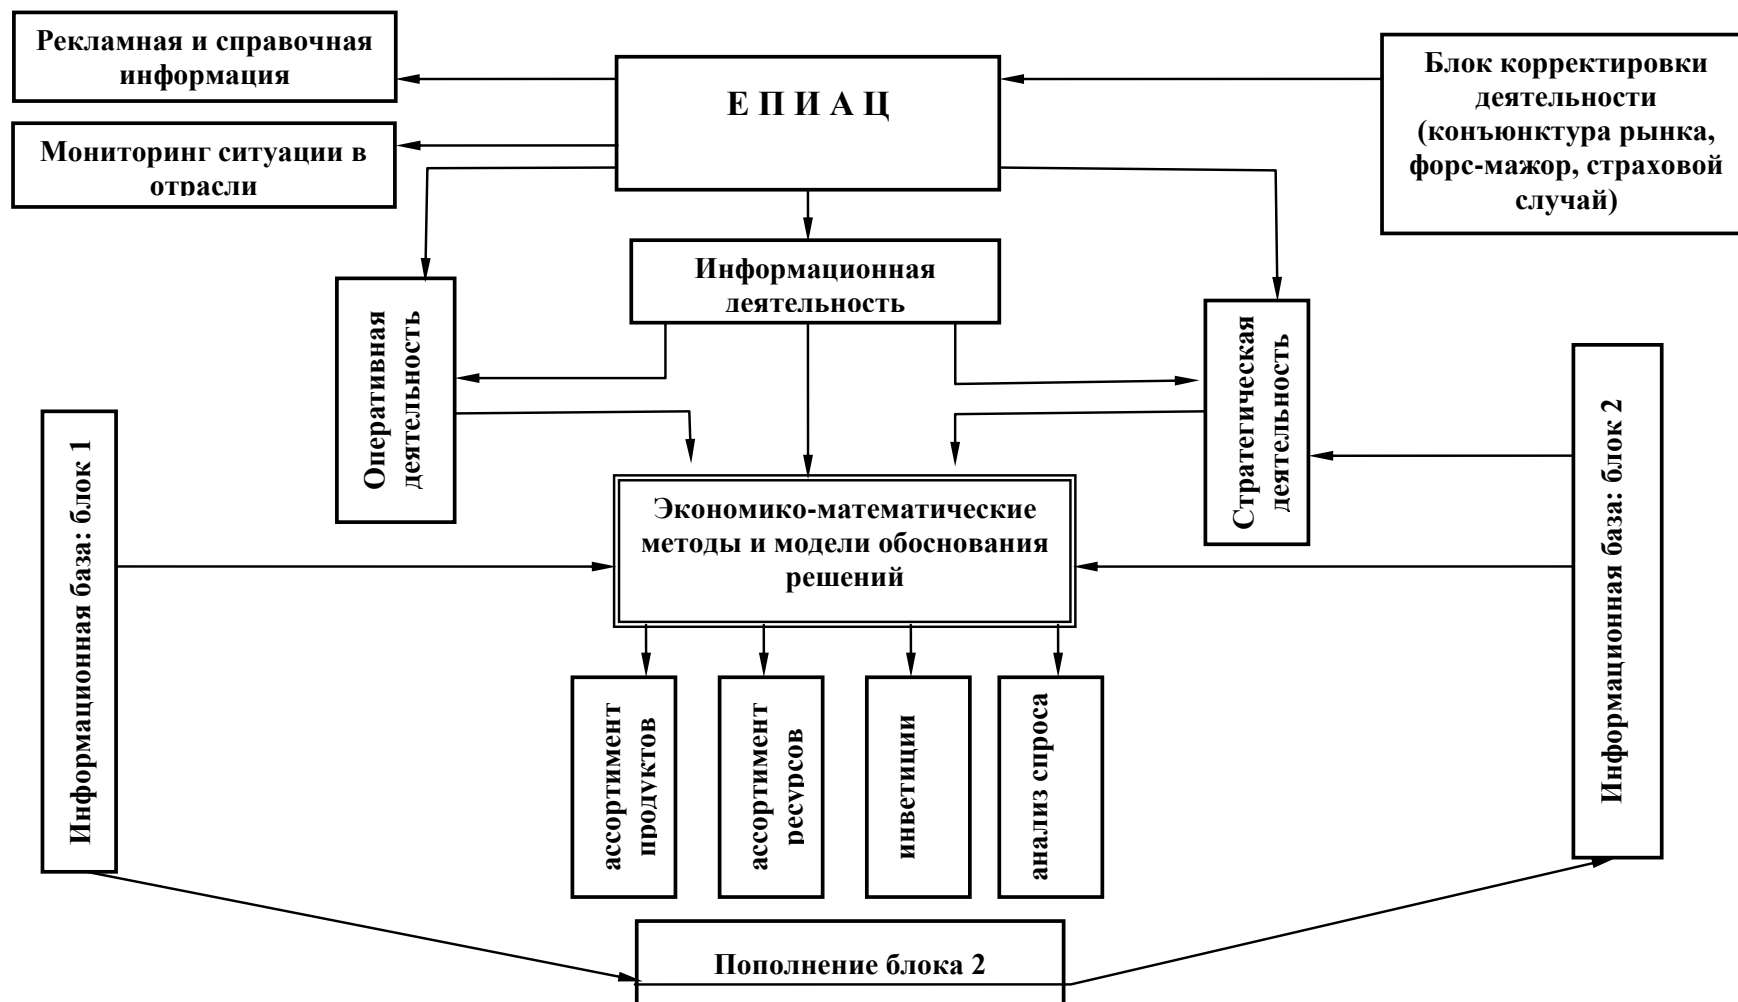 Рекламная и справочная
информация
Мониторинг ситуации в
отрасли
Е П И А Ц
Блок корректировки
деятельности
(конъюнктура рынка,
форс-мажор, страховой
случай)
Информационная
деятельность
Оперативная
деятельность
Стратегическая
деятельность
Информационная база: блок 1
Экономико-математические
методы и модели обоснования
решений
Информационная база: блок 2
ассортимент
продуктов
ассортимент
ресурсов
инветиции
анализ спроса
Пополнение блока 2